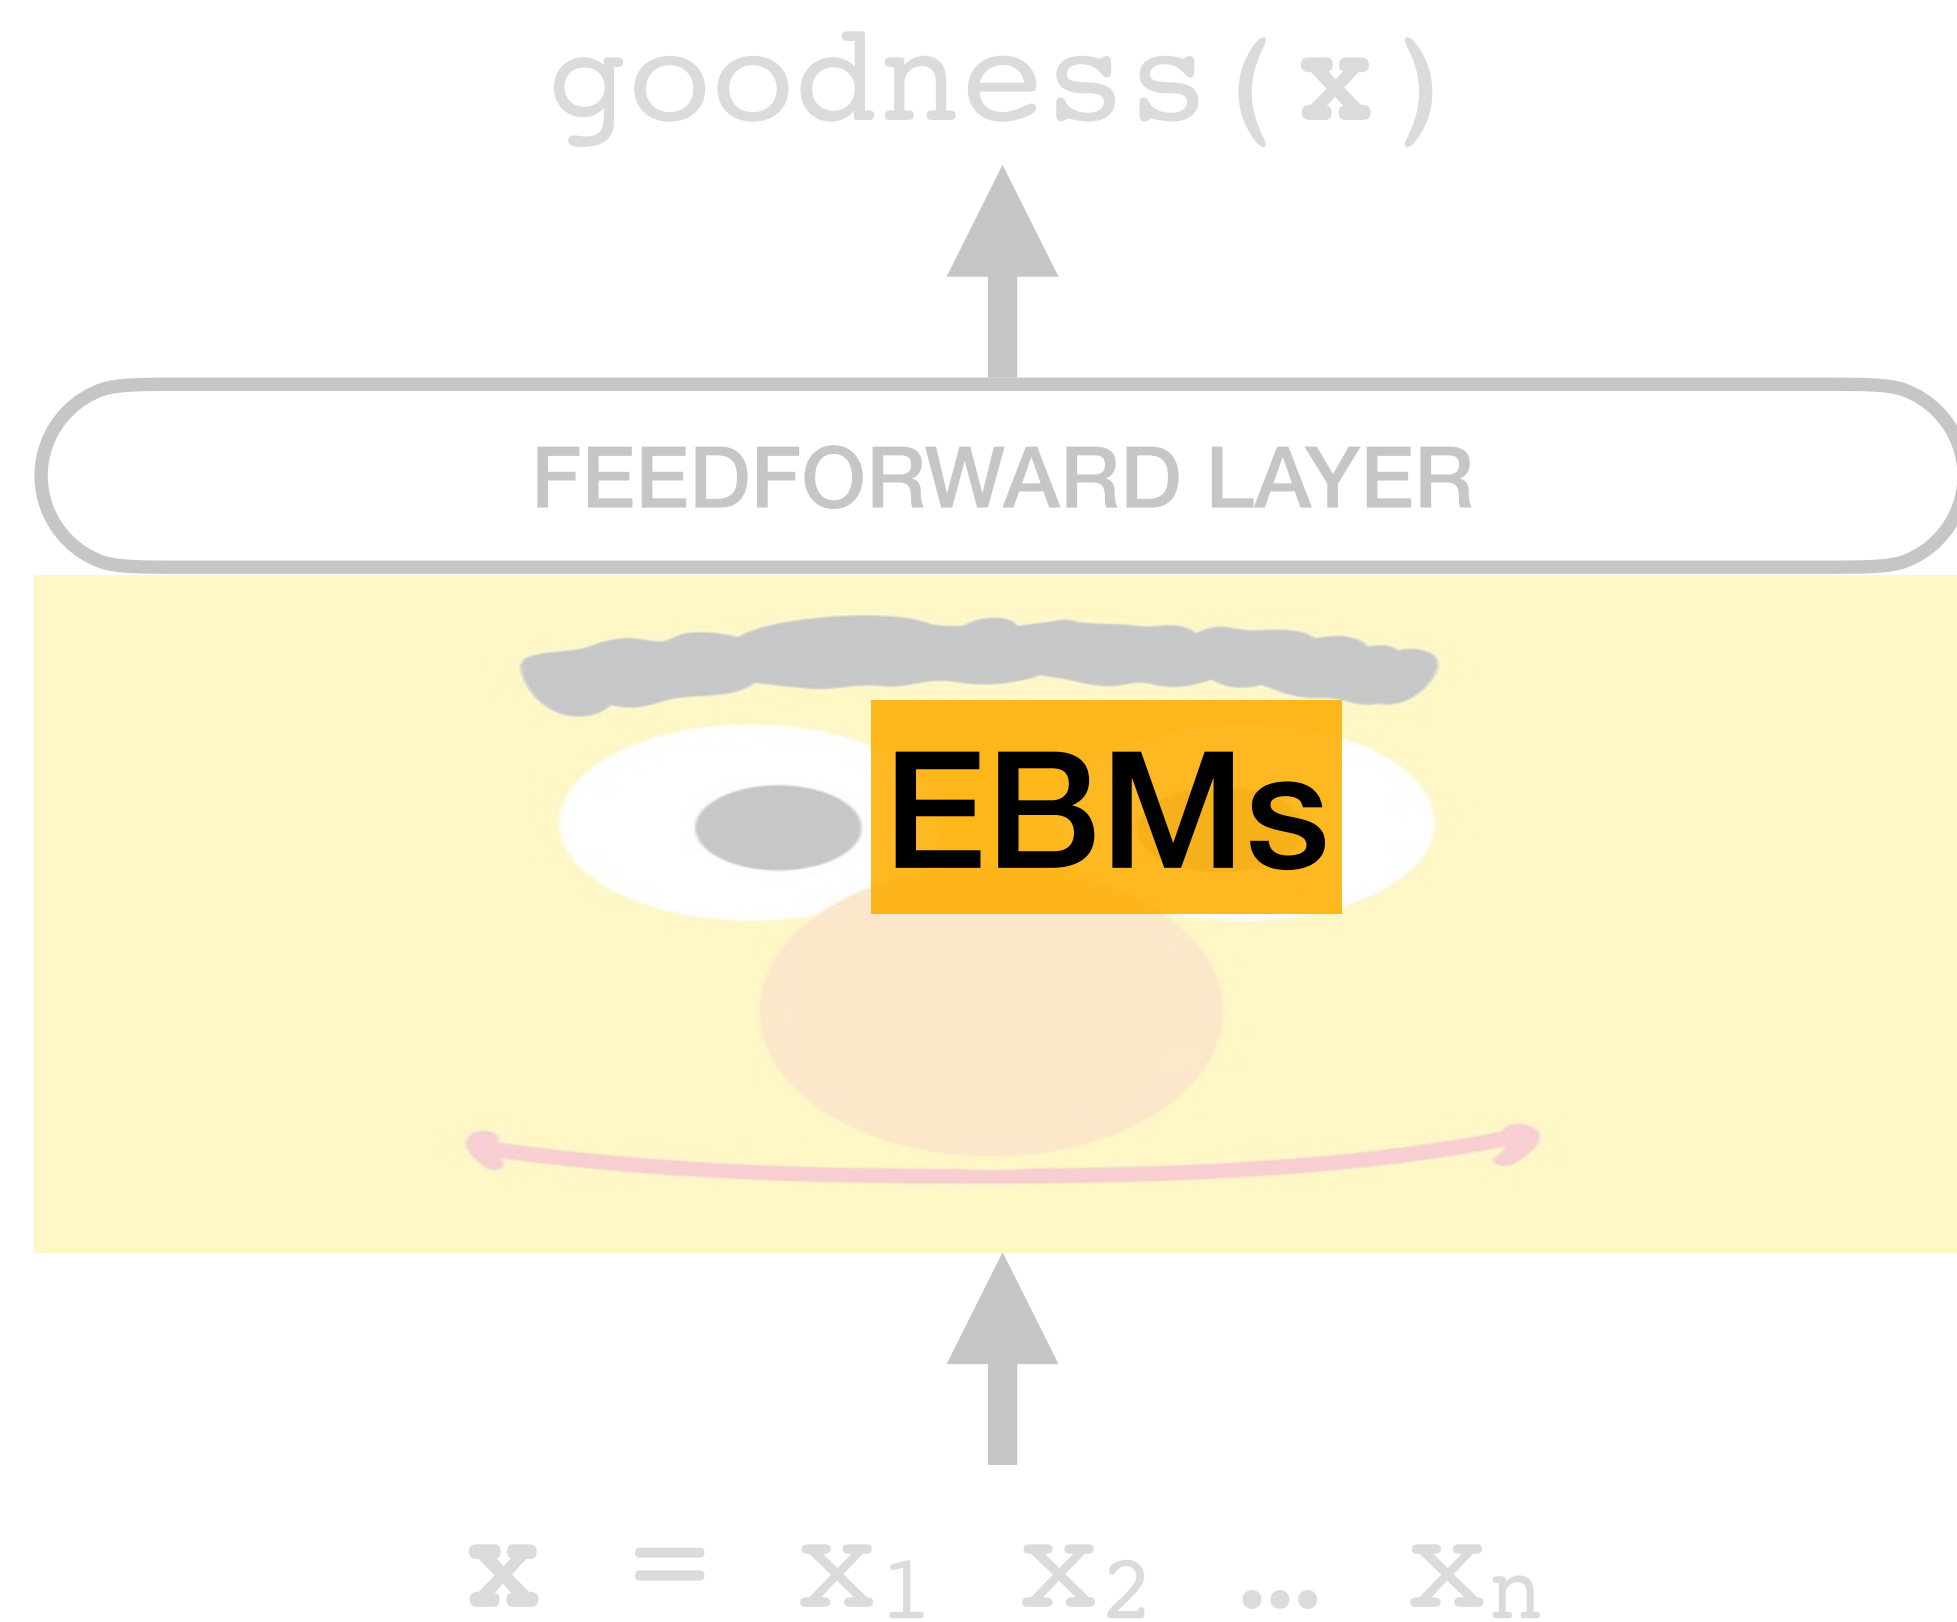 goodness(x)
FEEDFORWARD LAYER
EBMs
x = x₁ x₂ … xₙ